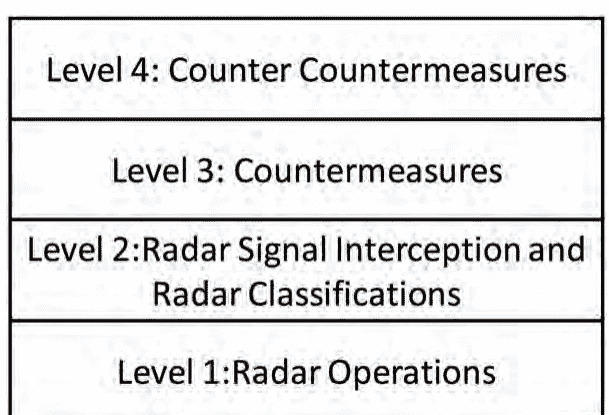 Level 4: Counter Countermeasures
Level 3: Countermeasures
Level 2:Radar Signal Interception and
Radar Classifications
Level 1:Radar Operations